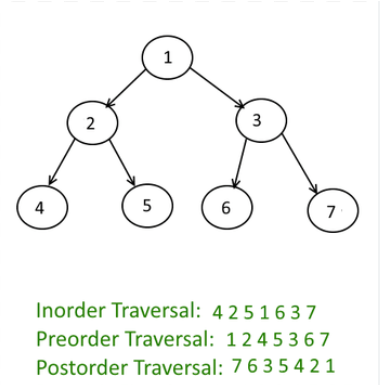 1
2 3
4 5 6 7
Inorder Traversal: 4 2 5 1 6 3 7
Preorder Traversal: 1 2 4 5 3 6 7
Postorder Traversal: 7 6 3 5 4 2 1